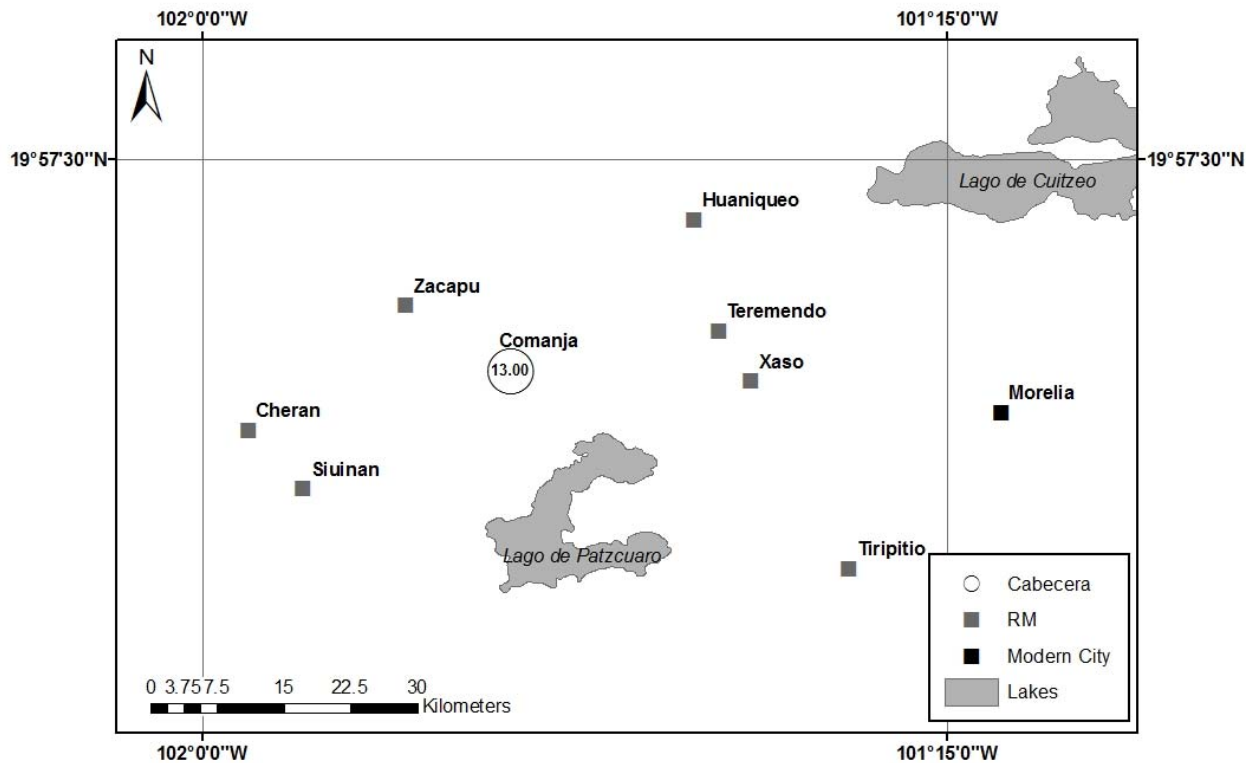 102°0'0"W 101°15'0"W
N
19°57'30"N 19°57'30"N
Lago de Cuitzeo
Huaniqueo
Zacapu
Teremendo
Comanja
13.00
Xaso
Morelia
Cheran
Siuinan
Lago de Patzcuaro
Tiripitio
Cabecera
RM
Modern City
Lakes
0 3.757.5 15 22.5 30
Kilometers
102°0'0"W 101°15'0"W